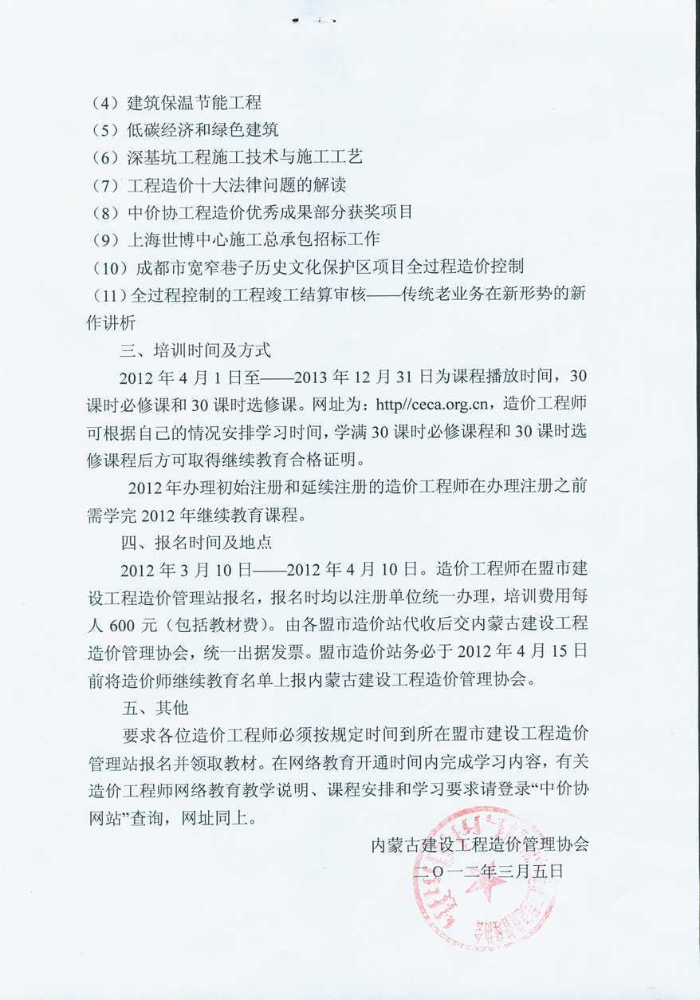 （4）建筑保温节能工程
（5）低碳经济和绿色建筑
（6）深基坑工程施工技术与施工工艺
（7）工程造价十大法律问题的解读
（8）中价协工程造价优秀成果部分获奖项目
（9）上海世博中心施工总承包招标工作
（10）成都市宽窄巷子历史文化保护区项目全过程造价控制
（11）全过程控制的工程竣工结算审核——传统老业务在新形势的新
作讲析
三、培训时间及方式
2012 年 4 月 1 日至——2013 年 12 月 31 日为课程播放时间，30
课时必修课和 30 课时选修课。网址为：http//ceca.org.cn，造价工程师
可根据自己的情况安排学习时间，学满 30 课时必修课程和 30 课时选
修课程后方可取得继续教育合格证明。
2012 年办理初始注册和延续注册的造价工程师在办理注册之前
需学完 2012 年继续教育课程。
四、报名时间及地点
2012 年 3 月 10 日——2012 年 4 月 10 日。造价工程师在盟市建
设工程造价管理站报名，报名时均以注册单位统一办理，培训费用每
人 600 元（包括教材费）。由各盟市造价站代收后交内蒙古建设工程
造价管理协会，统一出据发票。盟市造价站务必于 2012 年 4 月 15 日
前将造价师继续教育名单上报内蒙古建设工程造价管理协会。
五、其他
要求各位造价工程师必须按规定时间到所在盟市建设工程造价
管理站报名并领取教材。在网络教育开通时间内完成学习内容，有关
造价工程师网络教育教学说明、课程安排和学习要求请登录“中价协
网站”查询，网址同上。
内蒙古建设工程造价管理协会
二〇一二年三月五日